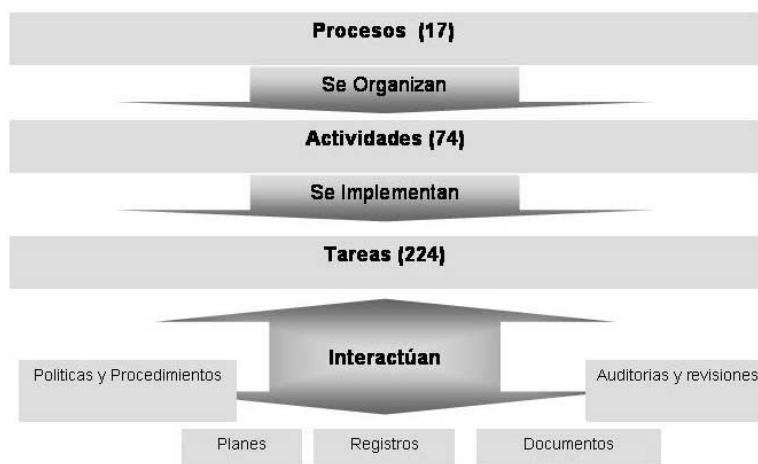 Procesos (17)
Se Organizan
Actividades (74)
Se Implementan
Tareas (224)
Interactúan
Politicas y Procedimientos
Auditorias y revisiones
Planes
Registros
Documentos